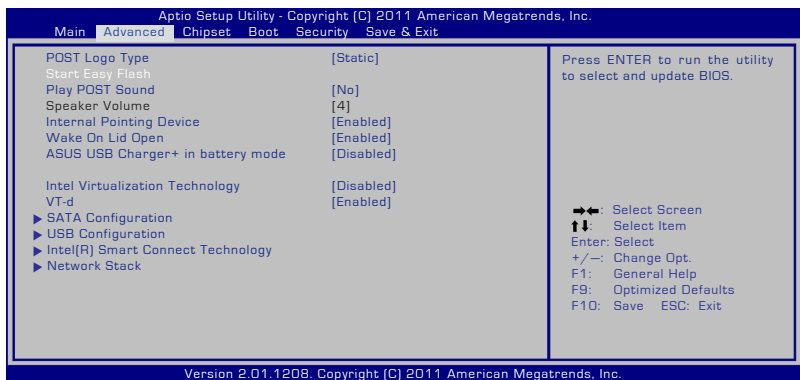 Aptio Setup Utility - Copyright (C) 2011 American Megatrends, Inc.
Main Advanced Chipset Boot Security Save & Exit
POST Logo Type [Static]
Start Easy Flash
Play POST Sound [No]
Speaker Volume [4]
Internal Pointing Device [Enabled]
Wake On Lid Open [Enabled]
ASUS USB Charger+ in battery mode [Disabled]
Intel Virtualization Technology [Disabled]
VT-d [Enabled]
SATA Configuration
USB Configuration
Intel(R) Smart Connect Technology
Network Stack
Press ENTER to run the utility
to select and update BIOS.
→←: Select Screen
↑↓: Select Item
Enter: Select
+/—: Change Opt.
F1: General Help
F9: Optimized Defaults
F10: Save ESC: Exit
Version 2.01.1208. Copyright (C) 2011 American Megatrends, Inc.